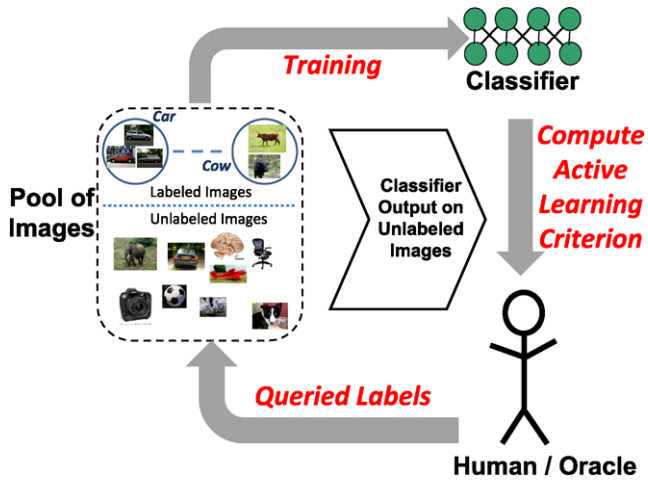 Training
Classifier
Car
Cow
Labeled Images
Unlabeled Images
Pool of
Images
Classifier
Output on
Unlabeled
Images
Compute
Active
Learning
Criterion
Queried Labels
Human / Oracle